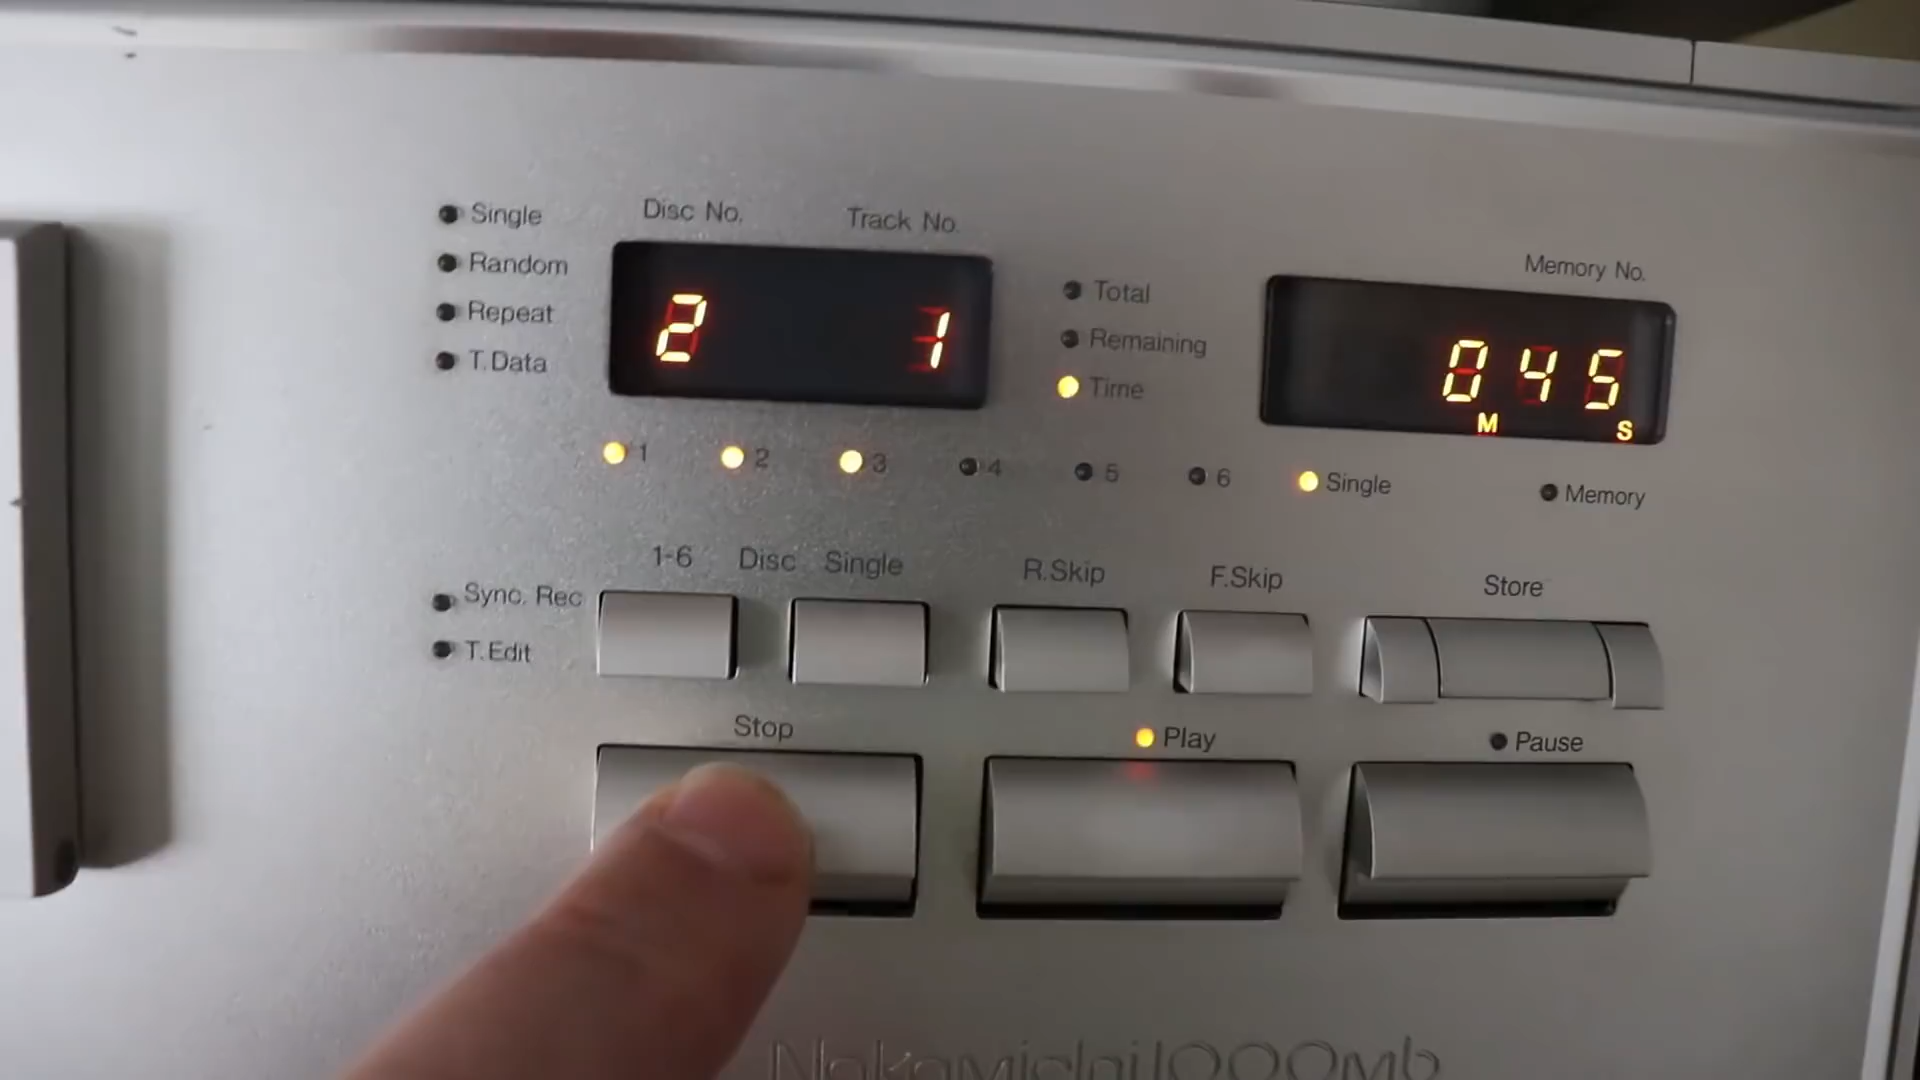 Disc No. Track No.
Single
Random
Repeat
T.Data
2 1
Total
Remaining
Time
Memory No.
0 45
M S
1 2 3 4 5 6
Single Memory
1-6 Disc Single R.Skip F.Skip Store
Sync. Rec
T.Edit
Stop Play Pause
Nakamichi 1000mb